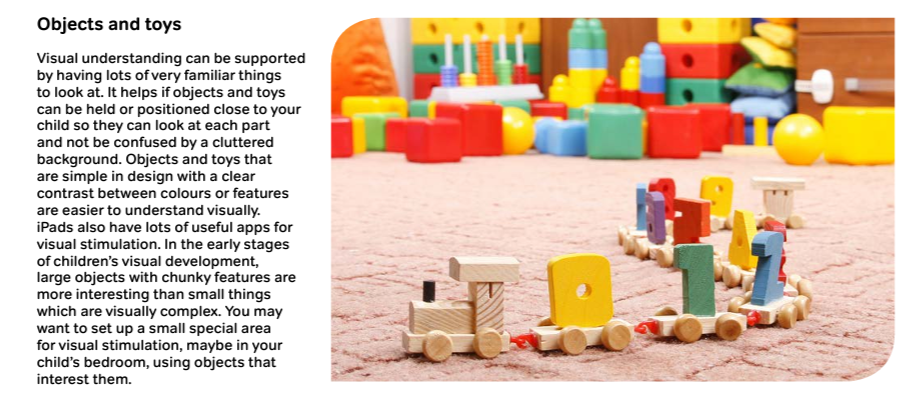 Objects and toys
Visual understanding can be supported
by having lots of very familiar things
to look at. It helps if objects and toys
can be held or positioned close to your
child so they can look at each part
and not be confused by a cluttered
background. Objects and toys that
are simple in design with a clear
contrast between colours or features
are easier to understand visually.
iPads also have lots of useful apps for
visual stimulation. In the early stages
of children's visual development,
large objects with chunky features are
more interesting than small things
which are visually complex. You may
want to set up a small special area
for visual stimulation, maybe in your
child's bedroom, using objects that
interest them.
0
1
2